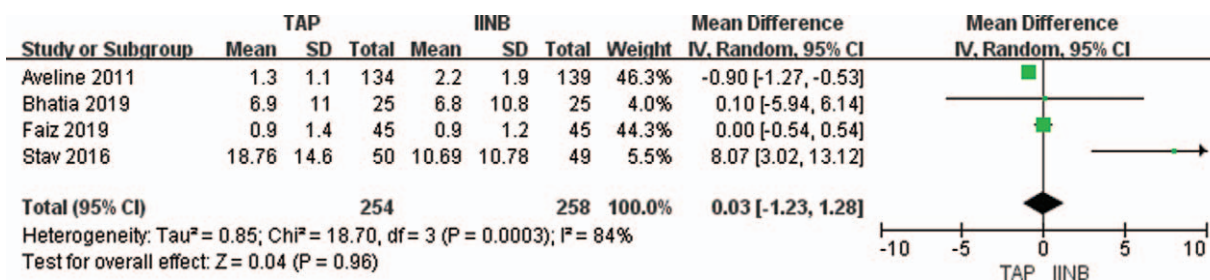 TAP IINB Mean Difference Mean Difference
Study or Subgroup Mean SD Total Mean SD Total Weight IV, Random, 95% CI IV, Random, 95% CI
Aveline 2011 1.3 1.1 134 2.2 1.9 139 46.3% -0.90 [-1.27, -0.53]
Bhatia 2019 6.9 11 25 6.8 10.8 25 4.0% 0.10 [-5.94, 6.14]
Faiz 2019 0.9 1.4 45 0.9 1.2 45 44.3% 0.00 [-0.54, 0.54]
Stav 2016 18.76 14.6 50 10.69 10.78 49 5.5% 8.07 [3.02, 13.12]
Total (95% CI) 254 258 100.0% 0.03 [-1.23, 1.28]
Heterogeneity: Tau² = 0.85; Chi² = 18.70, df = 3 (P = 0.0003); I² = 84%
Test for overall effect: Z = 0.04 (P = 0.96)
-10 -5 0 5 10
TAP IINB